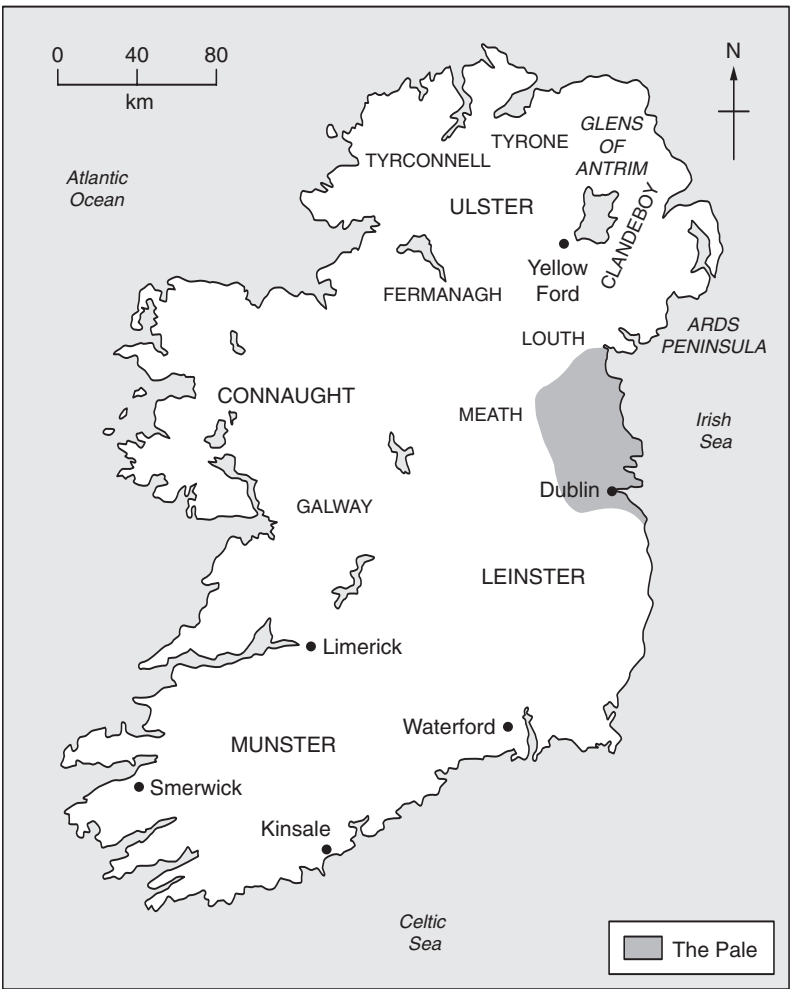 0 40 80
km
N
Atlantic
Ocean
GLENS
OF
ANTRIM
TYRONE
TYRCONNELL
ULSTER
CLANDEBOY
Yellow
Ford
FERMANAGH
LOUTH
ARDS
PENINSULA
CONNAUGHT
MEATH
Irish
Sea
Dublin
GALWAY
LEINSTER
Limerick
Waterford
MUNSTER
Smerwick
Kinsale
Celtic
Sea
The Pale